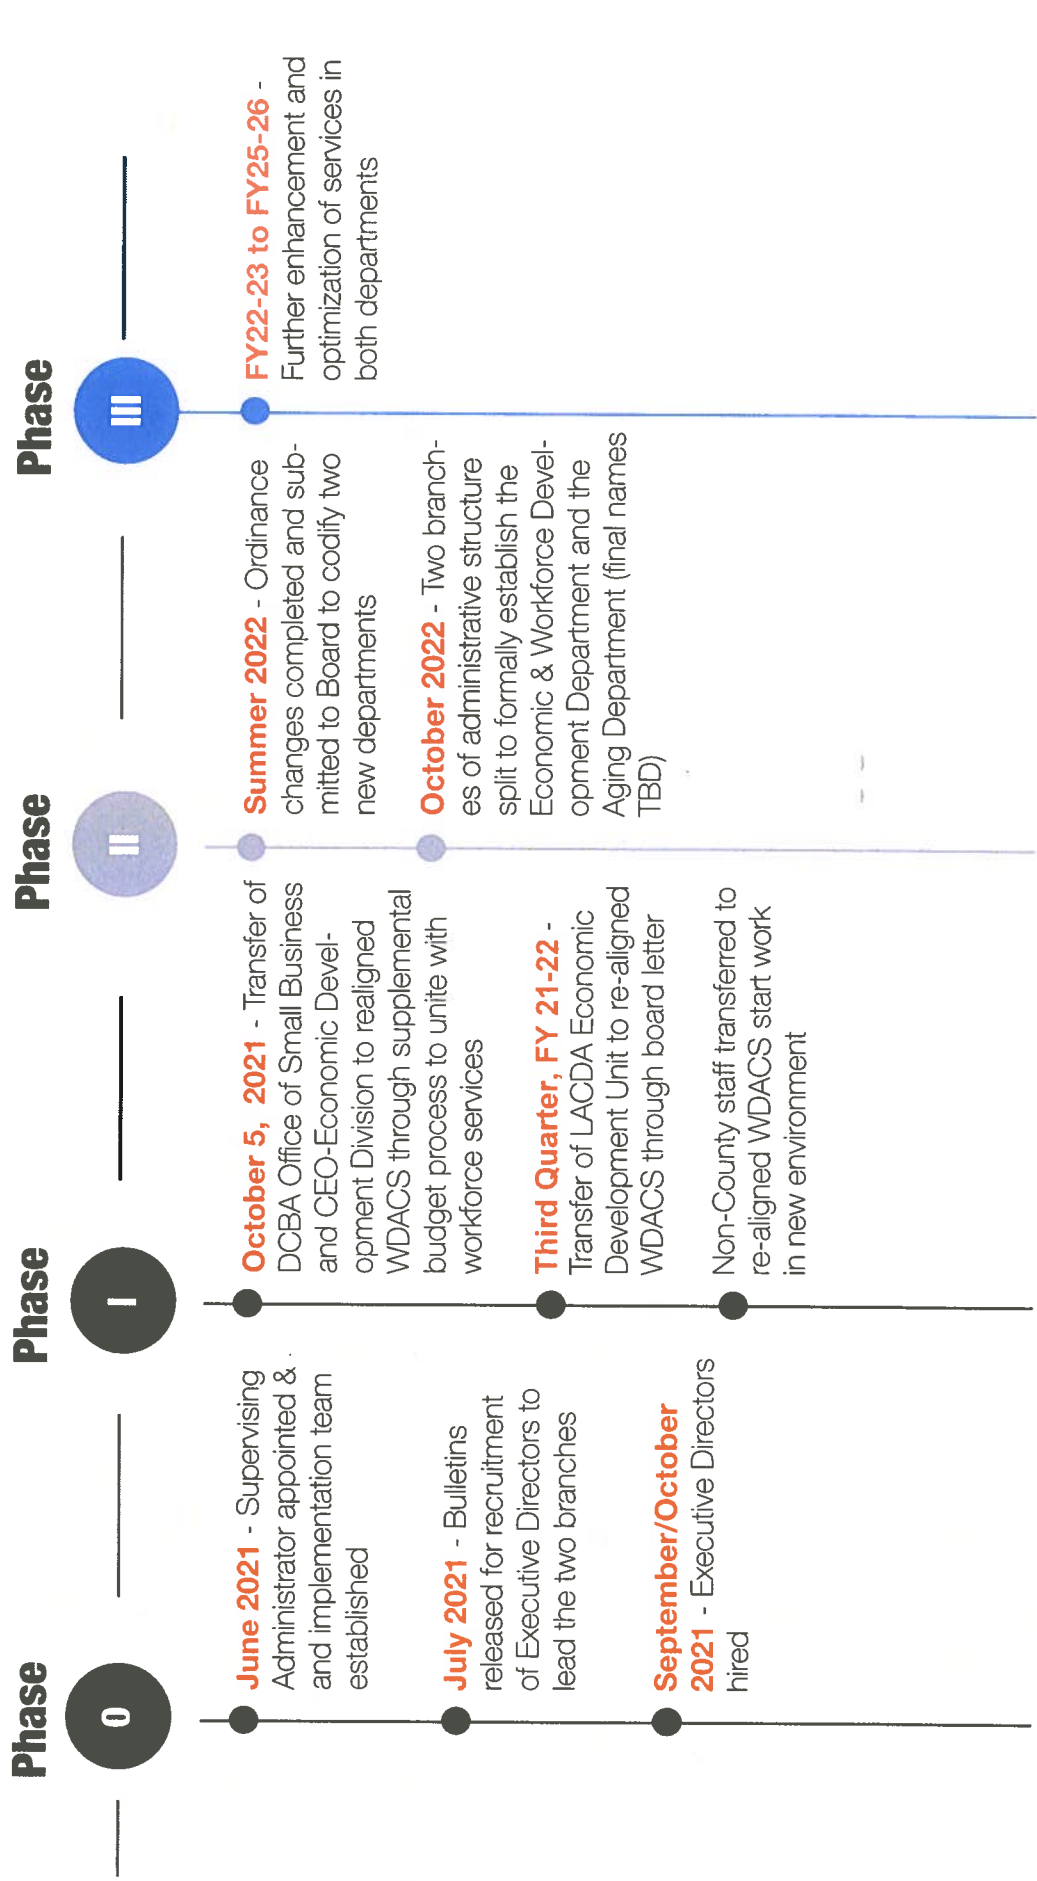 Phase
0
June 2021 - Supervising
Administrator appointed &
and implementation team
established
July 2021 - Bulletins
released for recruitment
of Executive Directors to
lead the two branches
September/October
2021 - Executive Directors
hired
Phase
I
October 5, 2021 - Transfer of
DCBA Office of Small Business
and CEO-Economic Devel-
opment Division to realigned
WDACS through supplemental
budget process to unite with
workforce services
Third Quarter, FY 21-22 -
Transfer of LACDA Economic
Development Unit to re-aligned
WDACS through board letter
Non-County staff transferred to
re-aligned WDACS start work
in new environment
Phase
II
Summer 2022 - Ordinance
changes completed and sub-
mitted to Board to codify two
new departments
October 2022 - Two branch-
es of administrative structure
split to formally establish the
Economic & Workforce Devel-
opment Department and the
Aging Department (final names
TBD)
Phase
III
FY22-23 to FY25-26 -
Further enhancement and
optimization of services in
both departments